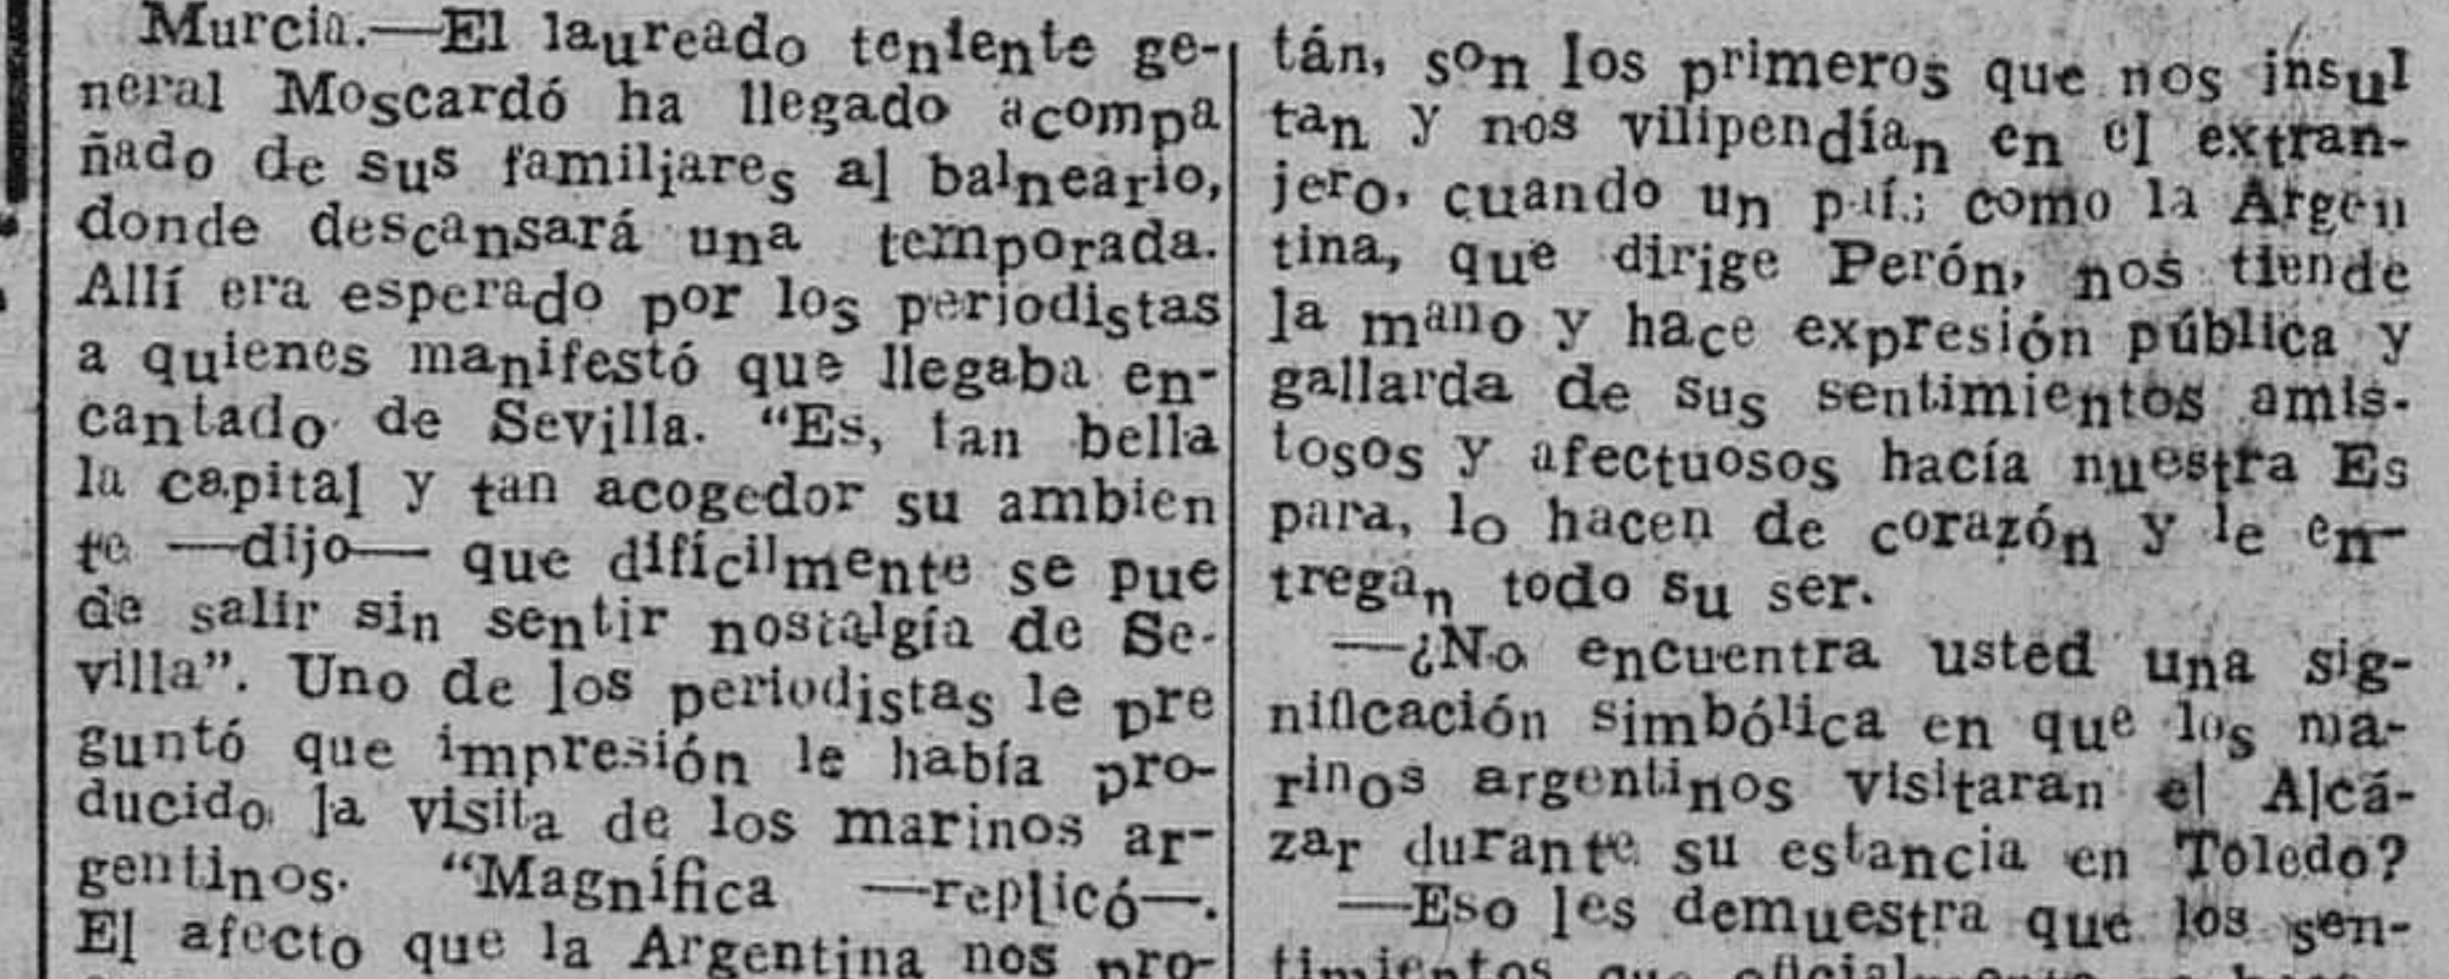 Murcia.—El laureado teniente ge-
neral Moscardó ha llegado acompa
ñado de sus familiares al balneario,
donde descansará una temporada.
Allí era esperado por los periodistas
a quienes manifestó que llegaba en-
cantado de Sevilla. “Es, tan bella
la capital y tan acogedor su ambien
te —dijo— que difícilmente se pue
de salir sin sentir nostalgia de Se-
villa”. Uno de los periodistas le pre
guntó que impresión le había pro-
ducido la visita de los marinos ar-
gentinos. “Magnífica —replicó—.
El afecto que la Argentina nos pro-
tán, son los primeros que nos insul
tan y nos vilipendían en el extran-
jero, cuando un país como la Argen
tina, que dirige Perón, nos tiende
la mano y hace expresión pública y
gallarda de sus sentimientos amis-
tosos y afectuosos hacía nuestra Es
para, lo hacen de corazón y le en-
tregan todo su ser.
—¿No encuentra usted una sig-
nificación simbólica en que los ma-
rinos argentinos visitaran el Alcá-
zar durante su estancia en Toledo?
—Eso les demuestra que los sen-
timientos que oficialmente